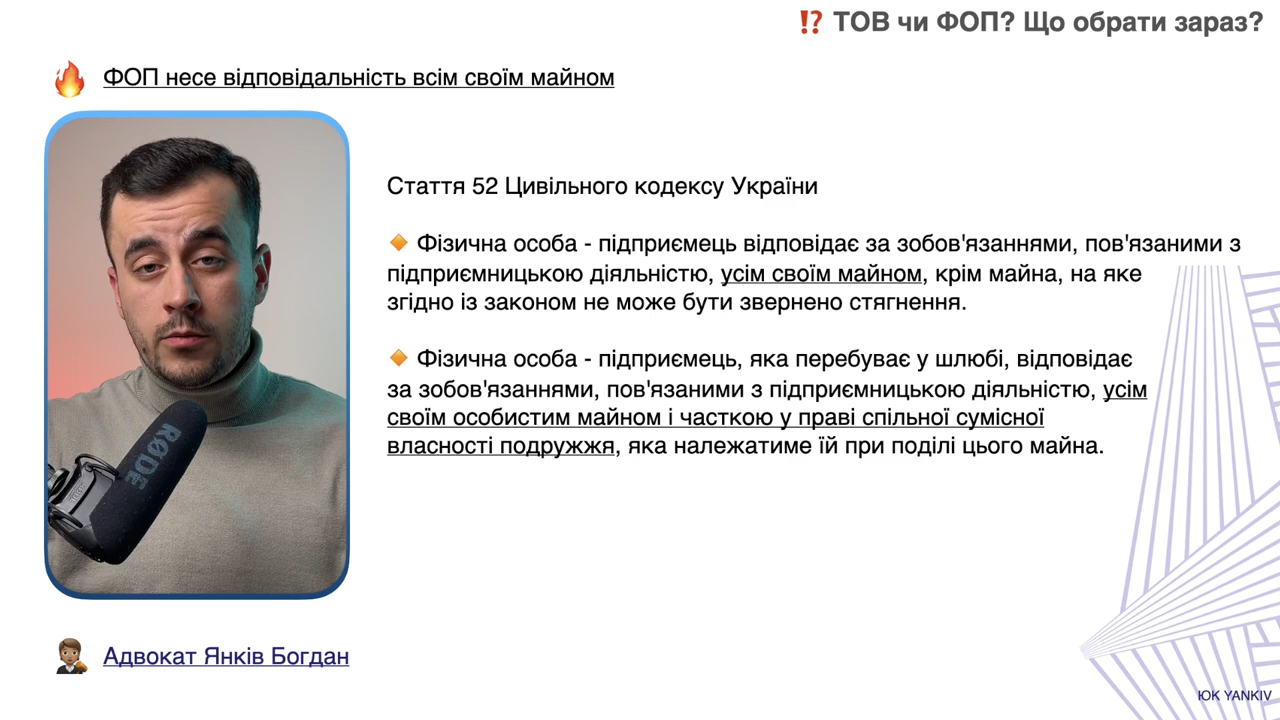 ⁉️ ТОВ чи ФОП? Що обрати зараз?
🔥 ФОП несе відповідальність всім своїм майном
Стаття 52 Цивільного кодексу України
🔸 Фізична особа - підприємець відповідає за зобов'язаннями, пов'язаними з
підприємницькою діяльністю, усім своїм майном, крім майна, на яке
згідно із законом не може бути звернено стягнення.
🔸 Фізична особа - підприємець, яка перебуває у шлюбі, відповідає
за зобов'язаннями, пов'язаними з підприємницькою діяльністю, усім
своїм особистим майном і часткою у праві спільної сумісної
власності подружжя, яка належатиме їй при поділі цього майна.
RØDE
Адвокат Янків Богдан
ЮК YANKIV